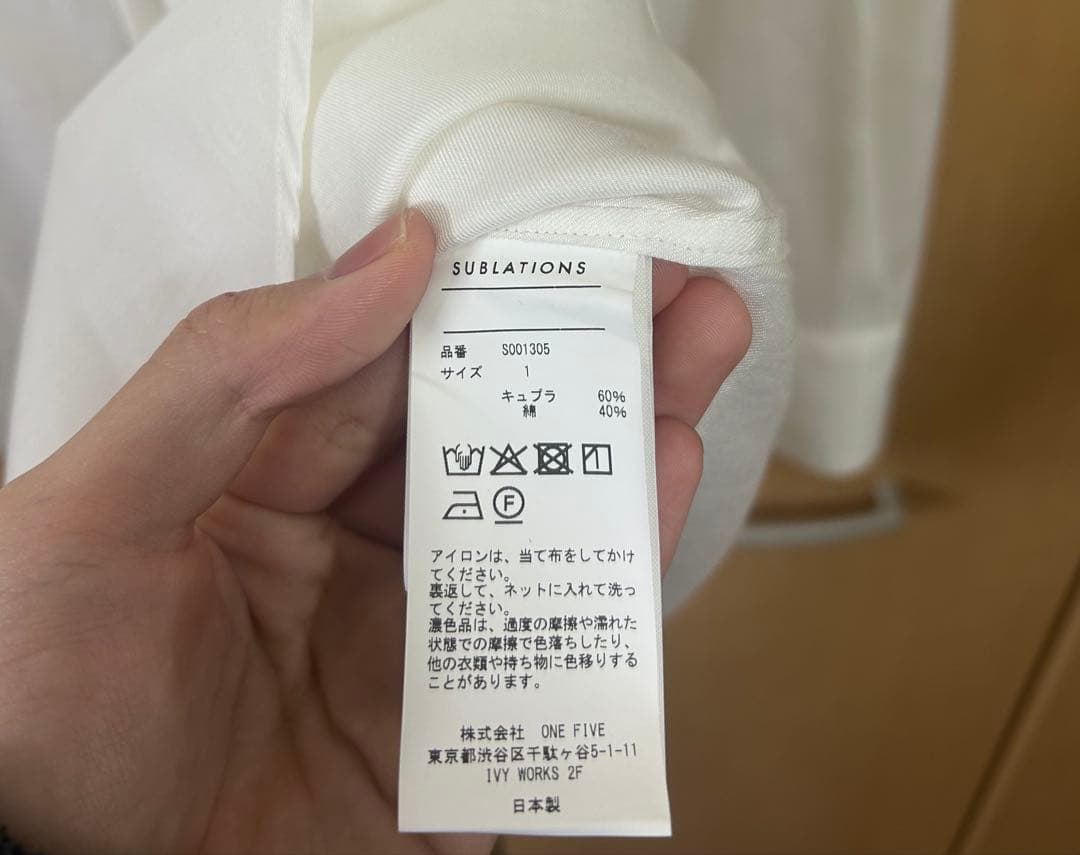 SUBLATIONS
品番 S001305
サイズ 1
キュプラ 60%
綿 40%
F
アイロンは、当て布をしてかけ
てください。
裏返して、ネットに入れて洗っ
てください。
濃色品は、過度の摩擦や濡れた
状態での摩擦で色落ちしたり、
他の衣類や持ち物に色移りする
ことがあります。
株式会社 ONE FIVE
東京都渋谷区千駄ヶ谷5-1-11
IVY WORKS 2F
日本製